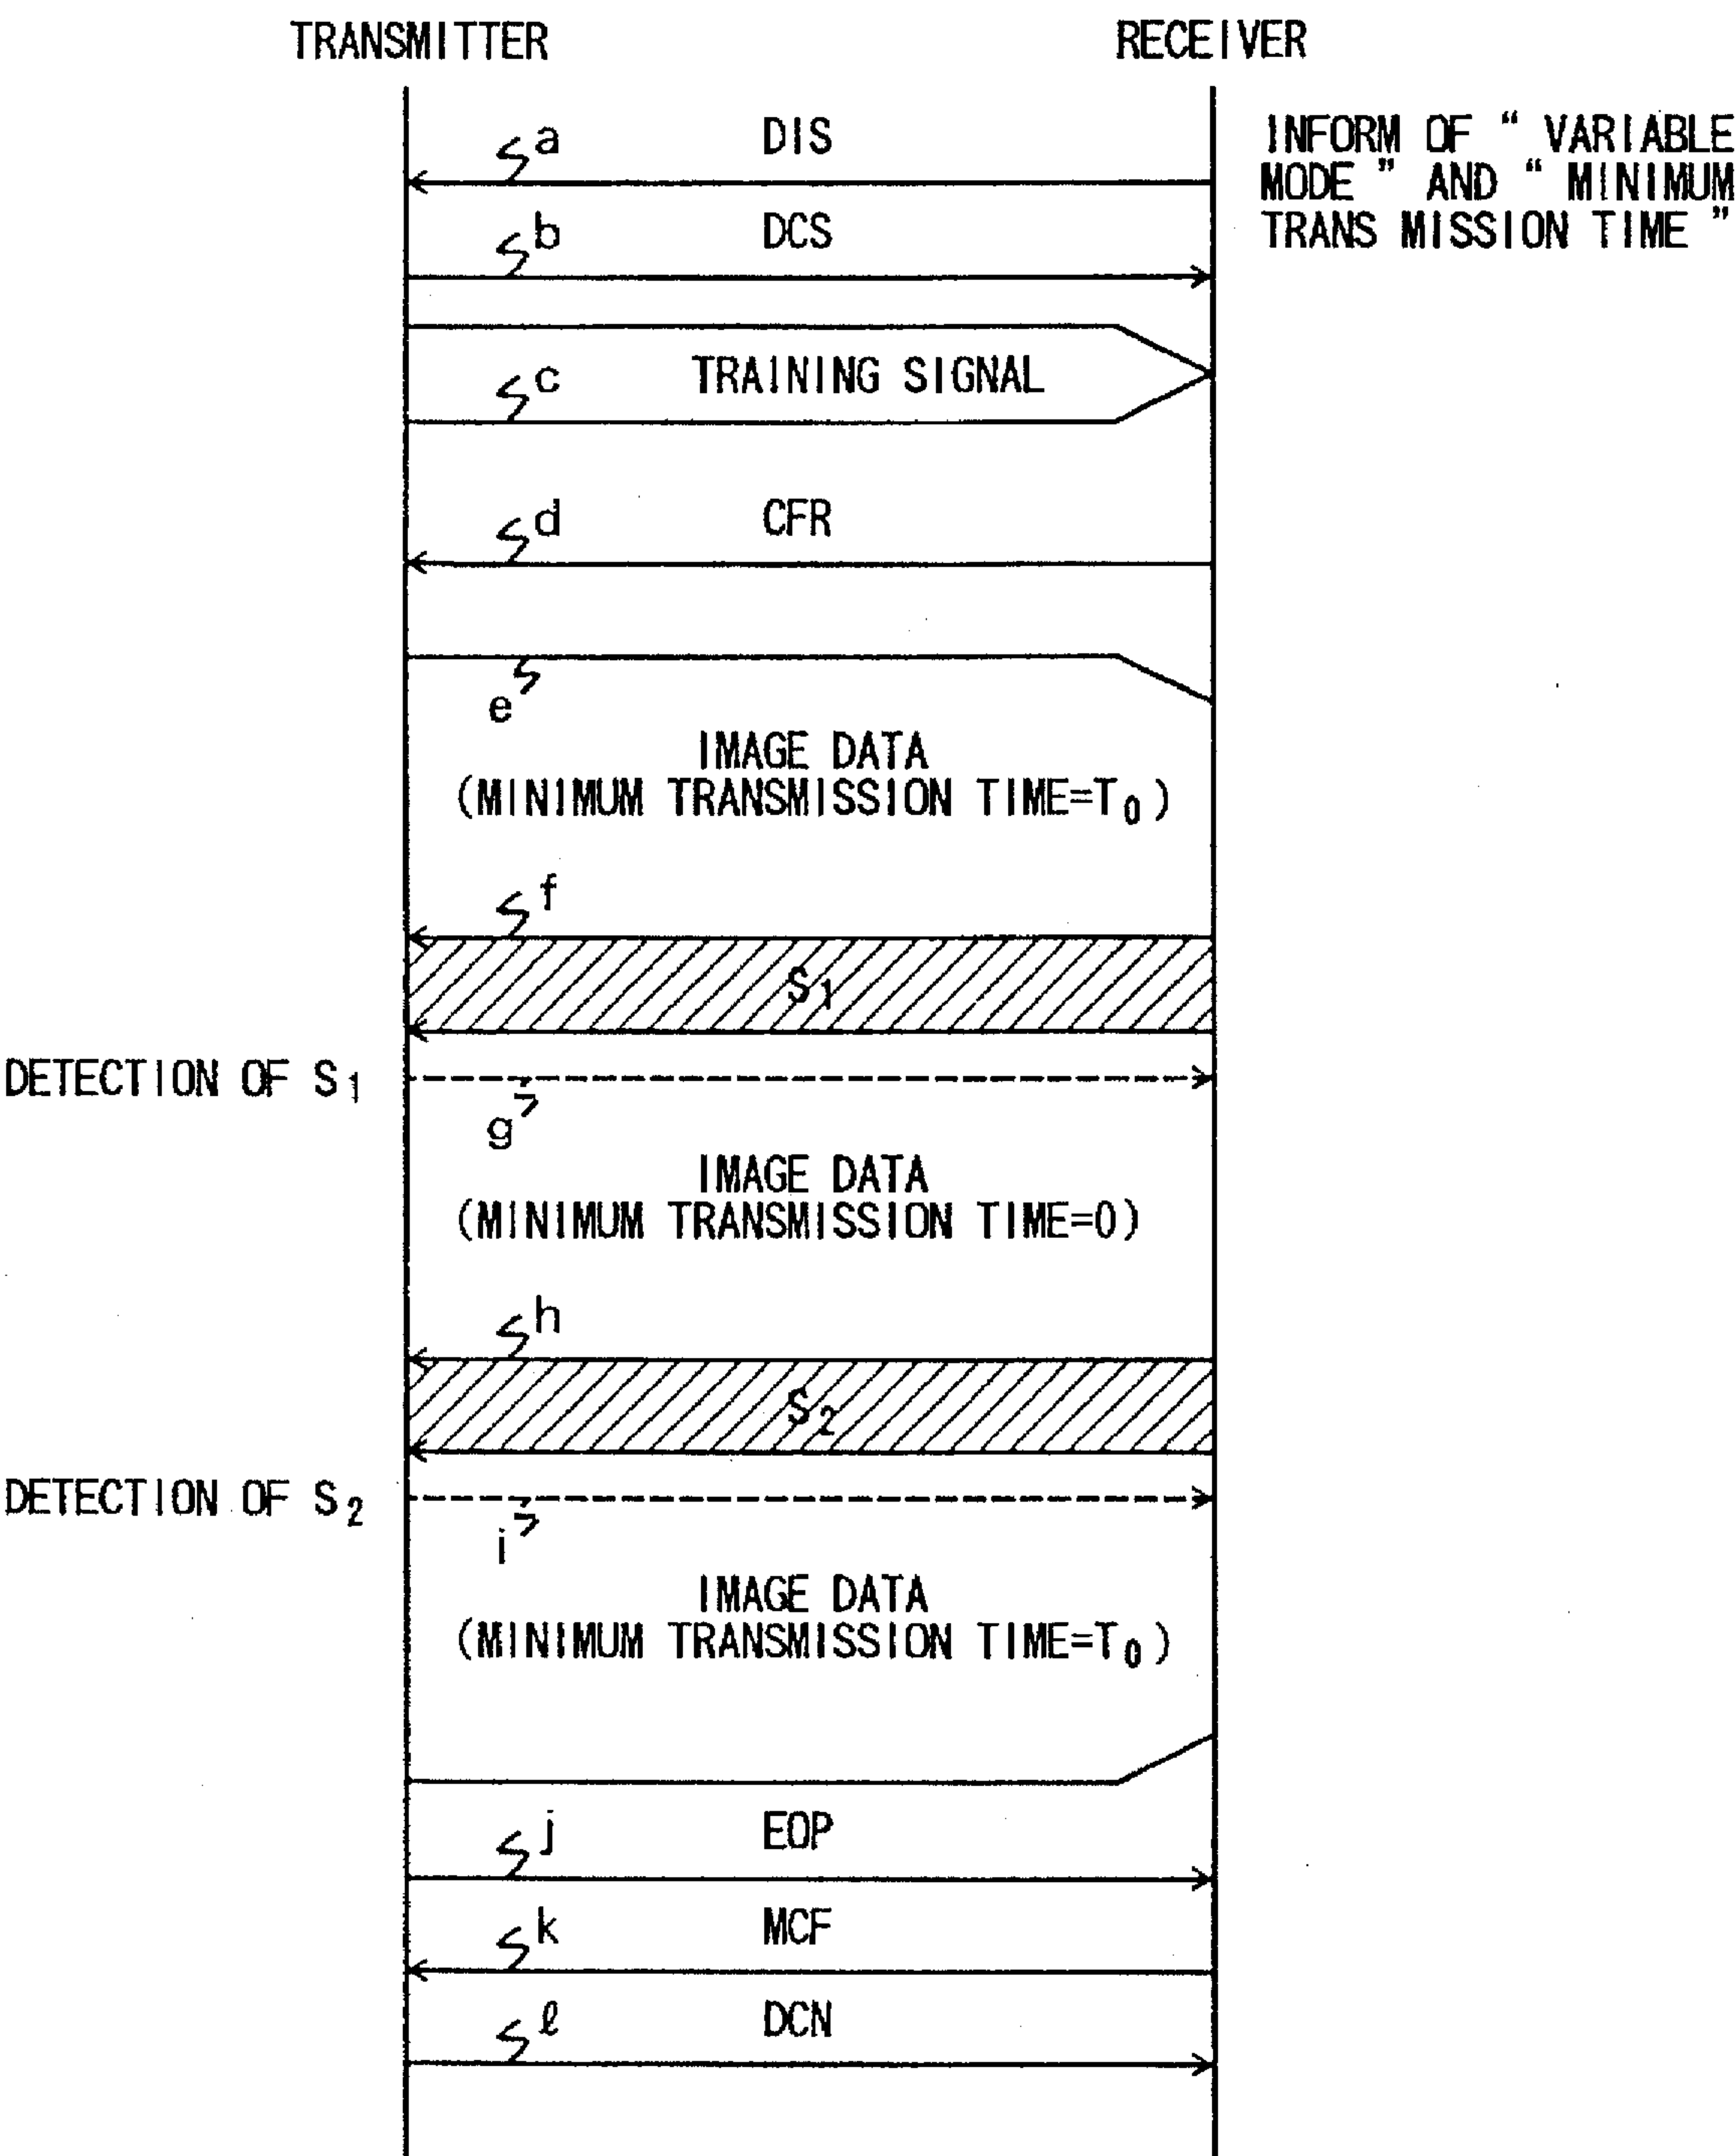 TRANSMITTER RECEIVER
a DIS
INFORM OF “ VARIABLE
MODE ” AND “ MINIMUM
TRANS MISSION TIME ”
b DCS
c TRAINING SIGNAL
d CFR
e
IMAGE DATA
(MINIMUM TRANSMISSION TIME=T₀)
f
S₁
DETECTION OF S₁
g
IMAGE DATA
(MINIMUM TRANSMISSION TIME=0)
h
S₂
DETECTION OF S₂
i
IMAGE DATA
(MINIMUM TRANSMISSION TIME=T₀)
j EOP
k MCF
ℓ DCN